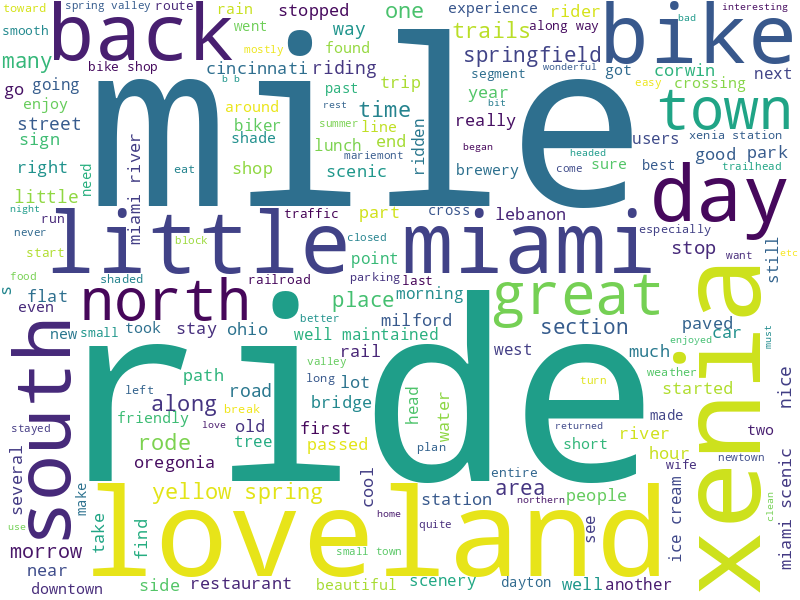 toward
spring valley
route
rain
stopped
one
experience
rider
bad
interesting
smooth
back
went
way
trails
along way
bike
many
bike shop
mostly
found
springfield
cincinnati
riding
segment
wonderful
got
corwin
next
go
going
b b
past
trip
year
bit
easy
crossing
enjoy
around
rest
time
mile
town
street
biker
summer
line
really
began
users
xenia station
sign
shade
lunch
end
ridden
headed
good
park
right
need
eat
shop
mariemont
scenic
brewery
come
sure
best
trailhead
little
miami river
day
night
run
traffic
part
cross
lebanon
especially
never
little miami
stop
start
block
closed
want
still
etc
food
shaded
railroad
point
parking
last
s
flat
north
place
morning
great
even
better
south
new
small
took
stay
ohio
well maintained
milford
section
paved
car
must
xenia
rail
west
much
enjoyed
valley
path
ride
left
road
long
lot
head
turn
weather
started
nice
along
break
bridge
water
made
friendly
love
old
first
returned
river
two
stayed
rode
tree
passed
plan
short
hour
newtown
several
oregonia
cool
entire
wife
make
yellow spring
station
northern
area
people
ice cream
miami scenic
clean
use
take
find
loveland
home
quite
see
morrow
small town
near
downtown
side
restaurant
beautiful
scenery
dayton
well
another